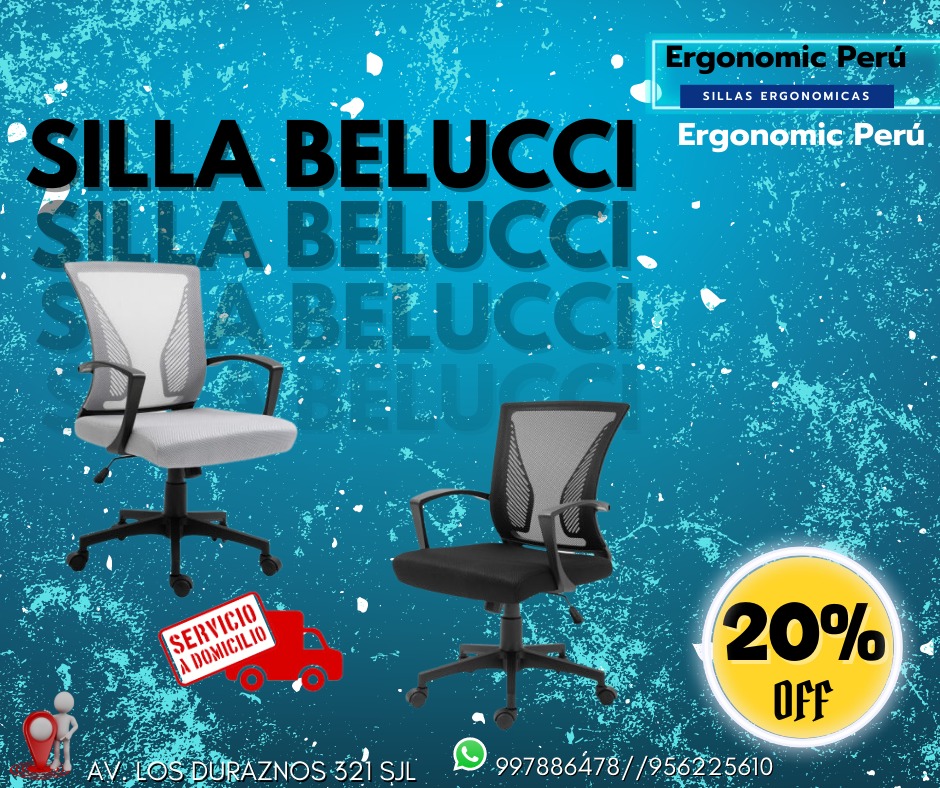 Ergonomic Perú
SILLAS ERGONOMICAS
Ergonomic Perú
SILLA BELUCCI
SILLA BELUCCI
SILLA BELUCCI
SILLA BELUCCI
SERVICIO
A DOMICILIO
20%
OFF
AV. LOS DURAZNOS 321 SJL
997886478//956225610